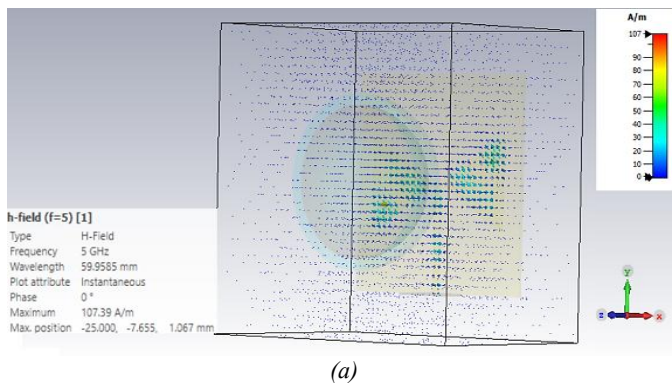 A/m
107
90
80
70
60
50
40
30
20
10
0
h-field (f=5) [1]
Type H-Field
Frequency 5 GHz
Wavelength 59.9585 mm
Plot attribute Instantaneous
Phase 0 °
Maximum 107.39 A/m
Max. position -25.000, -7.655, 1.067 mm
y
z
x
(a)